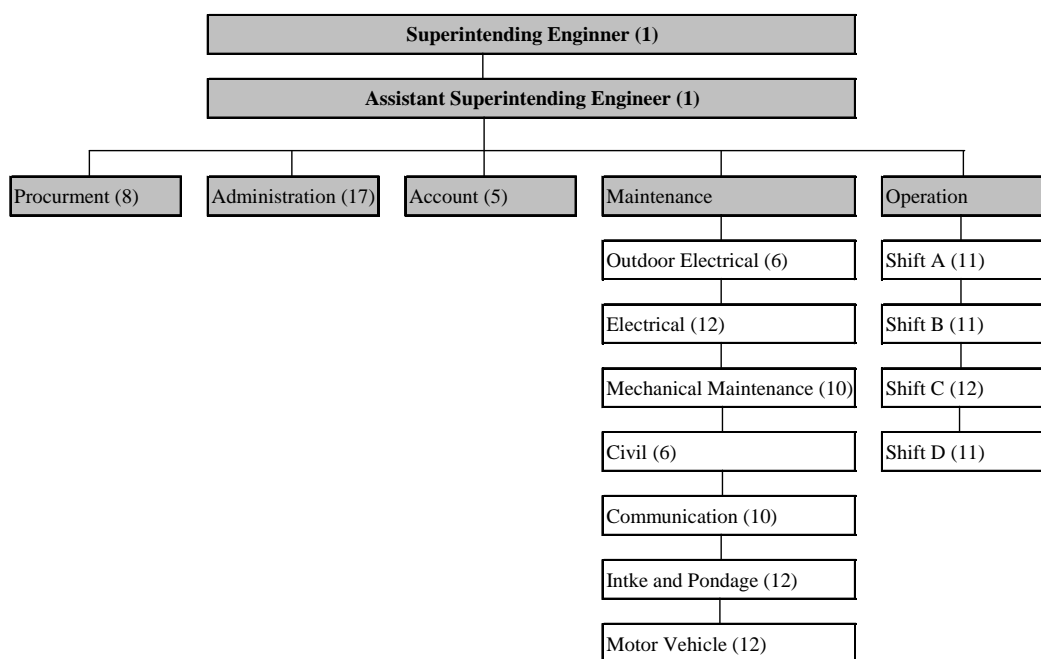 Superintending Enginner (1)
Assistant Superintending Engineer (1)
Procurment (8)
Administration (17)
Account (5)
Maintenance
Operation
Outdoor Electrical (6)
Shift A (11)
Electrical (12)
Shift B (11)
Mechanical Maintenance (10)
Shift C (12)
Civil (6)
Shift D (11)
Communication (10)
Intke and Pondage (12)
Motor Vehicle (12)